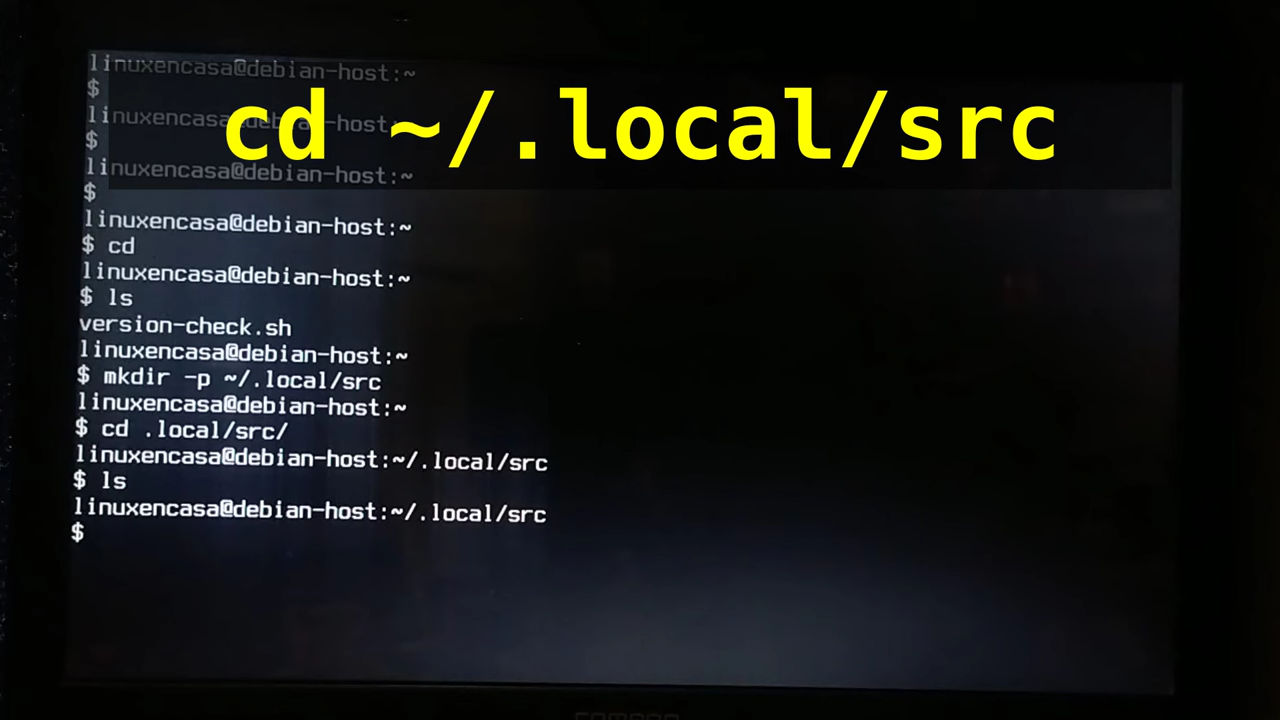 linuxencasa@debian-host:~
$
cd ~/.local/src
linuxencasa@debian-host:~
$
linuxencasa@debian-host:~
$
linuxencasa@debian-host:~
$ cd
linuxencasa@debian-host:~
$ ls
version-check.sh
linuxencasa@debian-host:~
$ mkdir -p ~/.local/src
linuxencasa@debian-host:~
$ cd .local/src/
linuxencasa@debian-host:~/.local/src
$ ls
linuxencasa@debian-host:~/.local/src
$